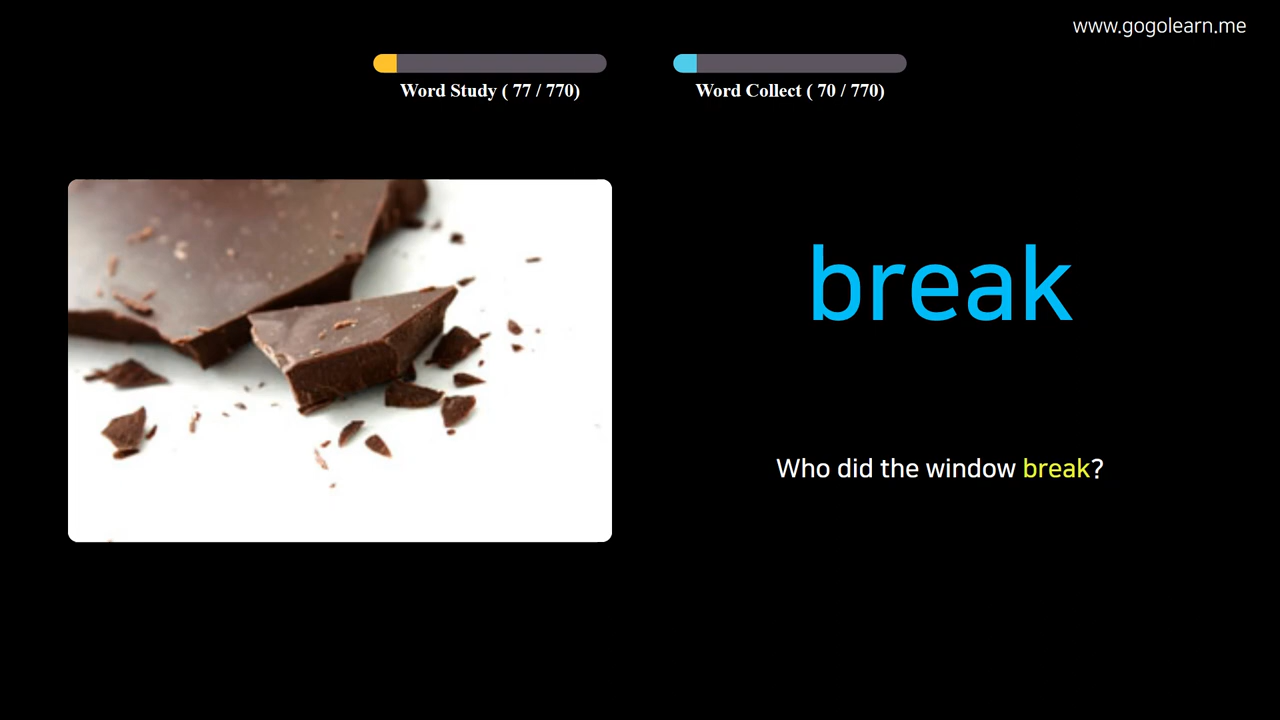 www.gogolearn.me
Word Study ( 77 / 770)
Word Collect ( 70 / 770)
break
Who did the window break?